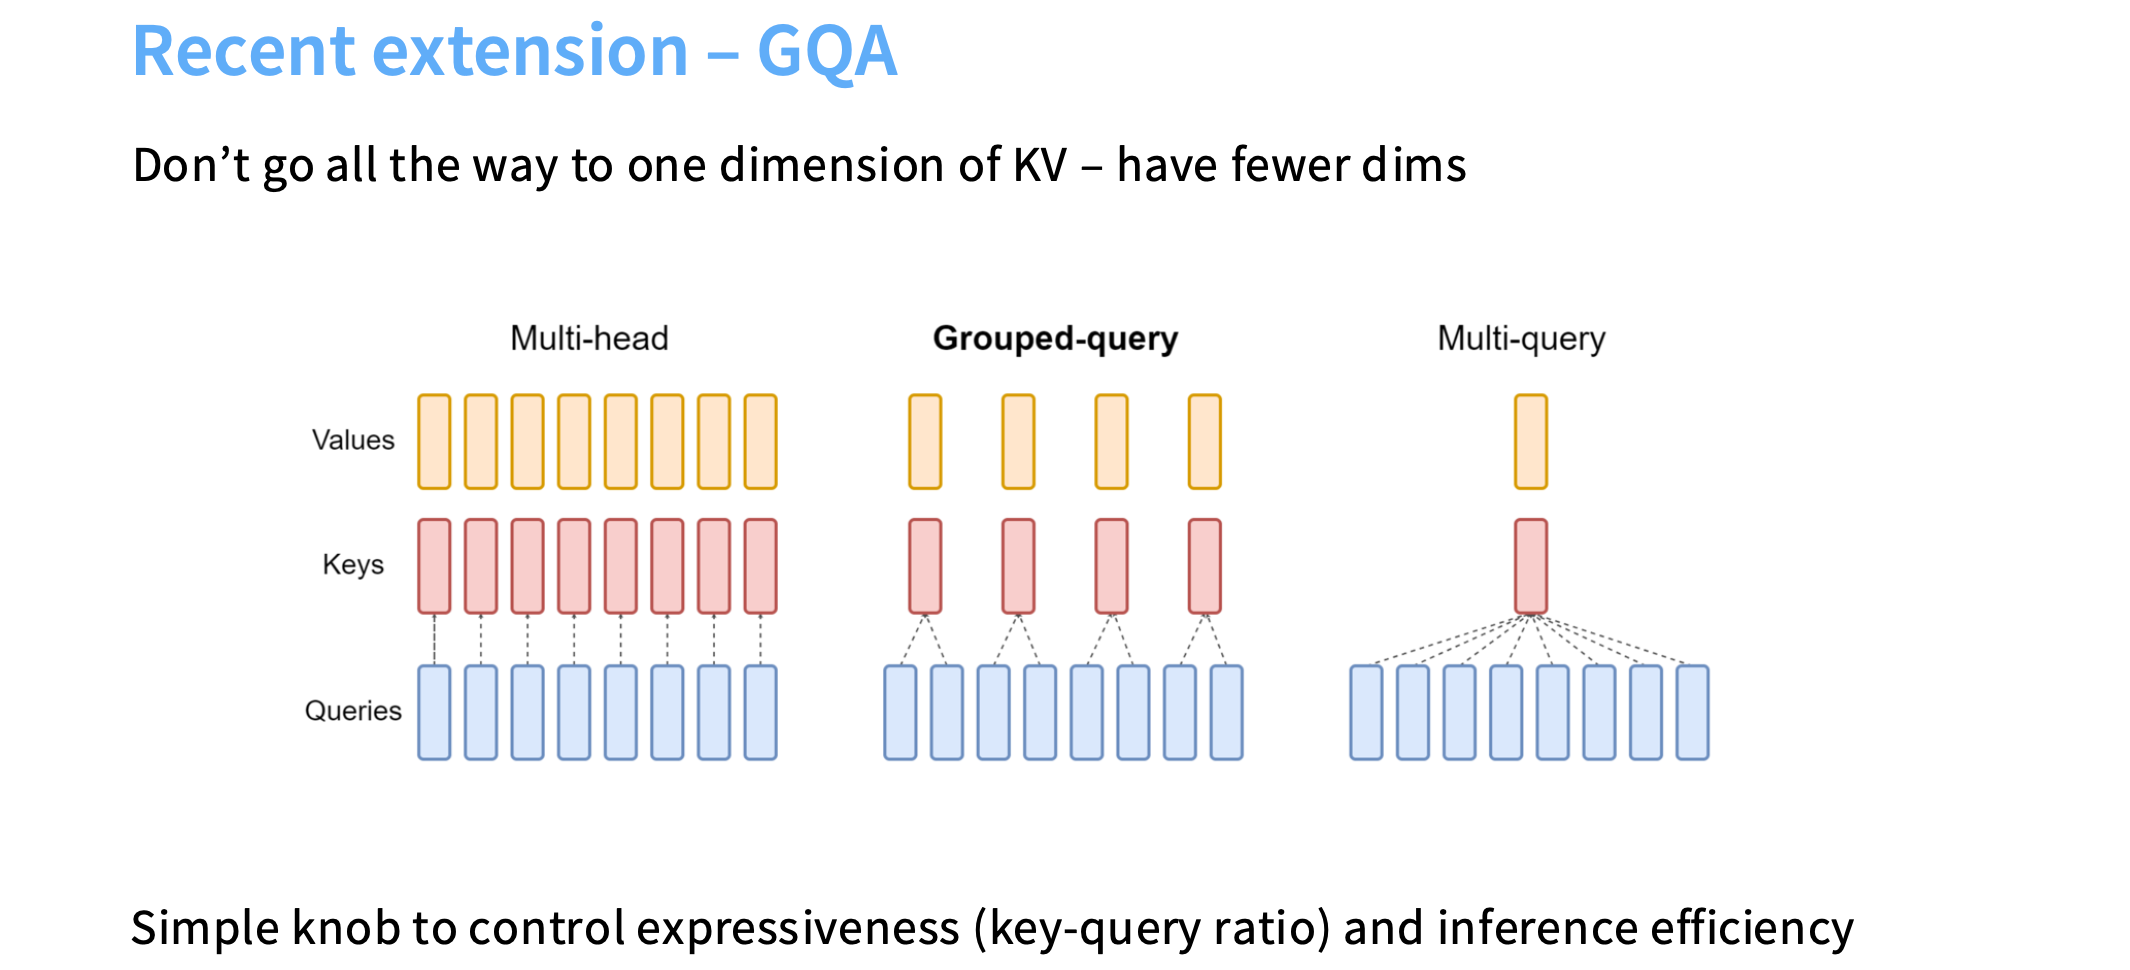 Recent extension – GQA
Don’t go all the way to one dimension of KV – have fewer dims
Multi-head
Grouped-query
Multi-query
Values
Keys
Queries
Simple knob to control expressiveness (key-query ratio) and inference efficiency